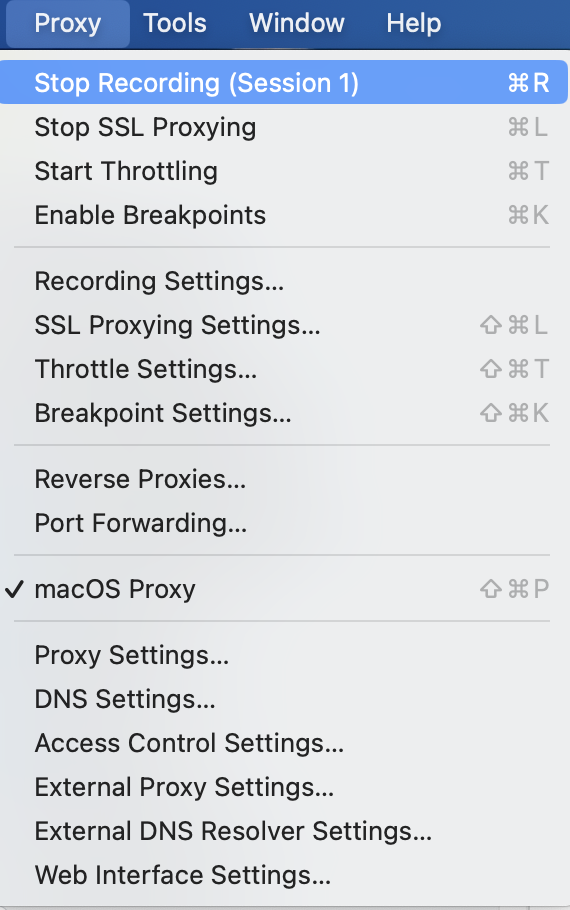 Proxy Tools Window Help
Stop Recording (Session 1) ⌘R
Stop SSL Proxying ⌘L
Start Throttling ⌘T
Enable Breakpoints ⌘K
Recording Settings...
SSL Proxying Settings... ⇧⌘L
Throttle Settings... ⇧⌘T
Breakpoint Settings... ⇧⌘K
Reverse Proxies...
Port Forwarding...
✓ macOS Proxy ⇧⌘P
Proxy Settings...
DNS Settings...
Access Control Settings...
External Proxy Settings...
External DNS Resolver Settings...
Web Interface Settings...